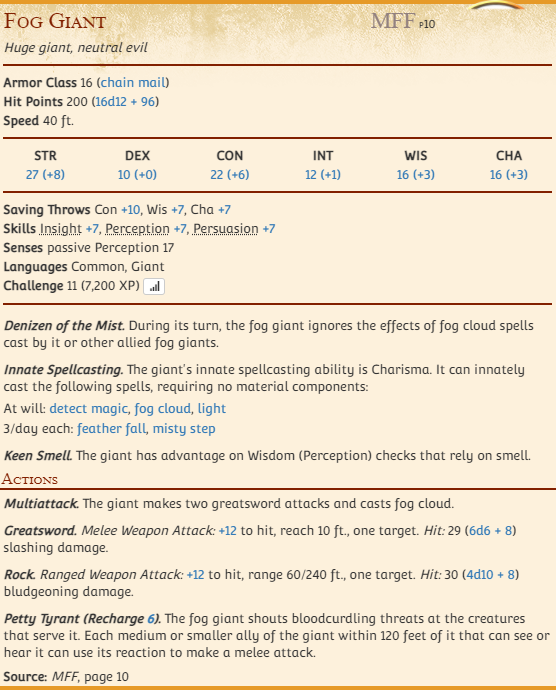 Fog Giant MFF p10
Huge giant, neutral evil
Armor Class 16 (chain mail)
Hit Points 200 (16d12 + 96)
Speed 40 ft.
STR DEX CON INT WIS CHA
27 (+8) 10 (+0) 22 (+6) 12 (+1) 16 (+3) 16 (+3)
Saving Throws Con +10, Wis +7, Cha +7
Skills Insight +7, Perception +7, Persuasion +7
Senses passive Perception 17
Languages Common, Giant
Challenge 11 (7,200 XP)
Denizen of the Mist. During its turn, the fog giant ignores the effects of fog cloud spells
cast by it or other allied fog giants.
Innate Spellcasting. The giant's innate spellcasting ability is Charisma. It can innately
cast the following spells, requiring no material components:
At will: detect magic, fog cloud, light
3/day each: feather fall, misty step
Keen Smell. The giant has advantage on Wisdom (Perception) checks that rely on smell.
Actions
Multiattack. The giant makes two greatsword attacks and casts fog cloud.
Greatsword. Melee Weapon Attack: +12 to hit, reach 10 ft., one target. Hit: 29 (6d6 + 8)
slashing damage.
Rock. Ranged Weapon Attack: +12 to hit, range 60/240 ft., one target. Hit: 30 (4d10 + 8)
bludgeoning damage.
Petty Tyrant (Recharge 6). The fog giant shouts bloodcurdling threats at the creatures
that serve it. Each medium or smaller ally of the giant within 120 feet of it that can see or
hear it can use its reaction to make a melee attack.
Source: MFF, page 10